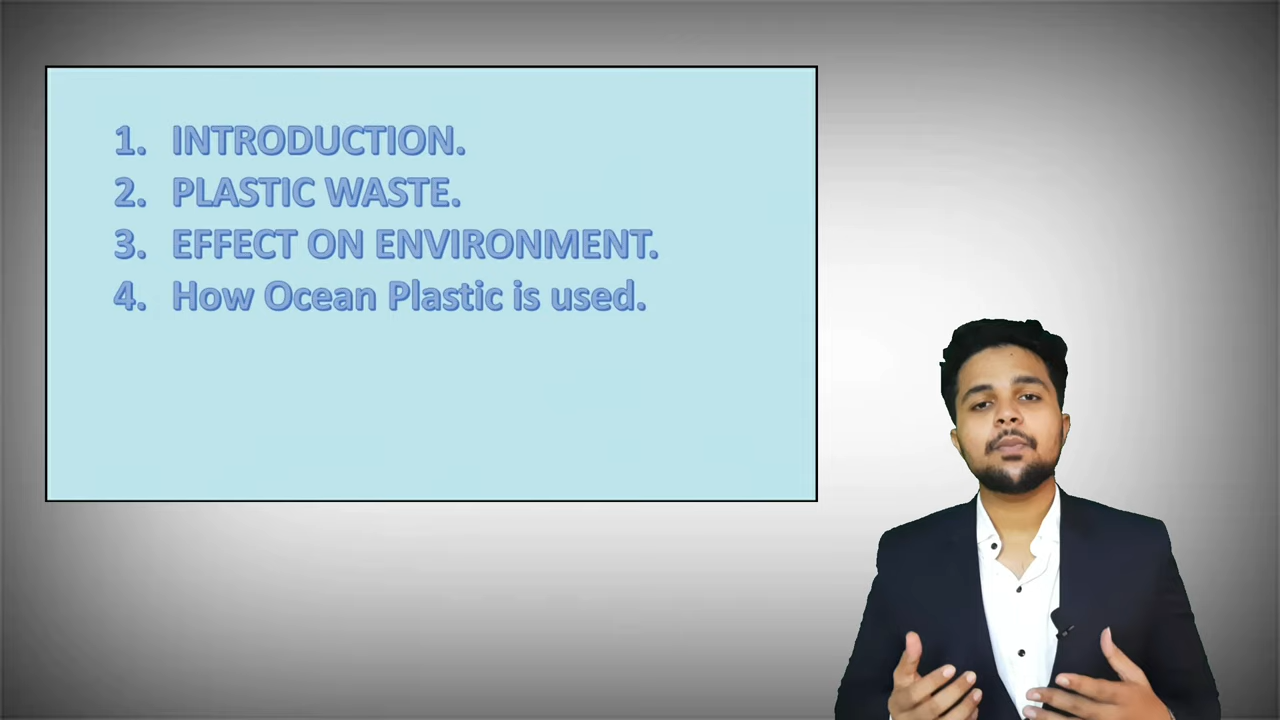 1. INTRODUCTION.
2. PLASTIC WASTE.
3. EFFECT ON ENVIRONMENT.
4. How Ocean Plastic is used.